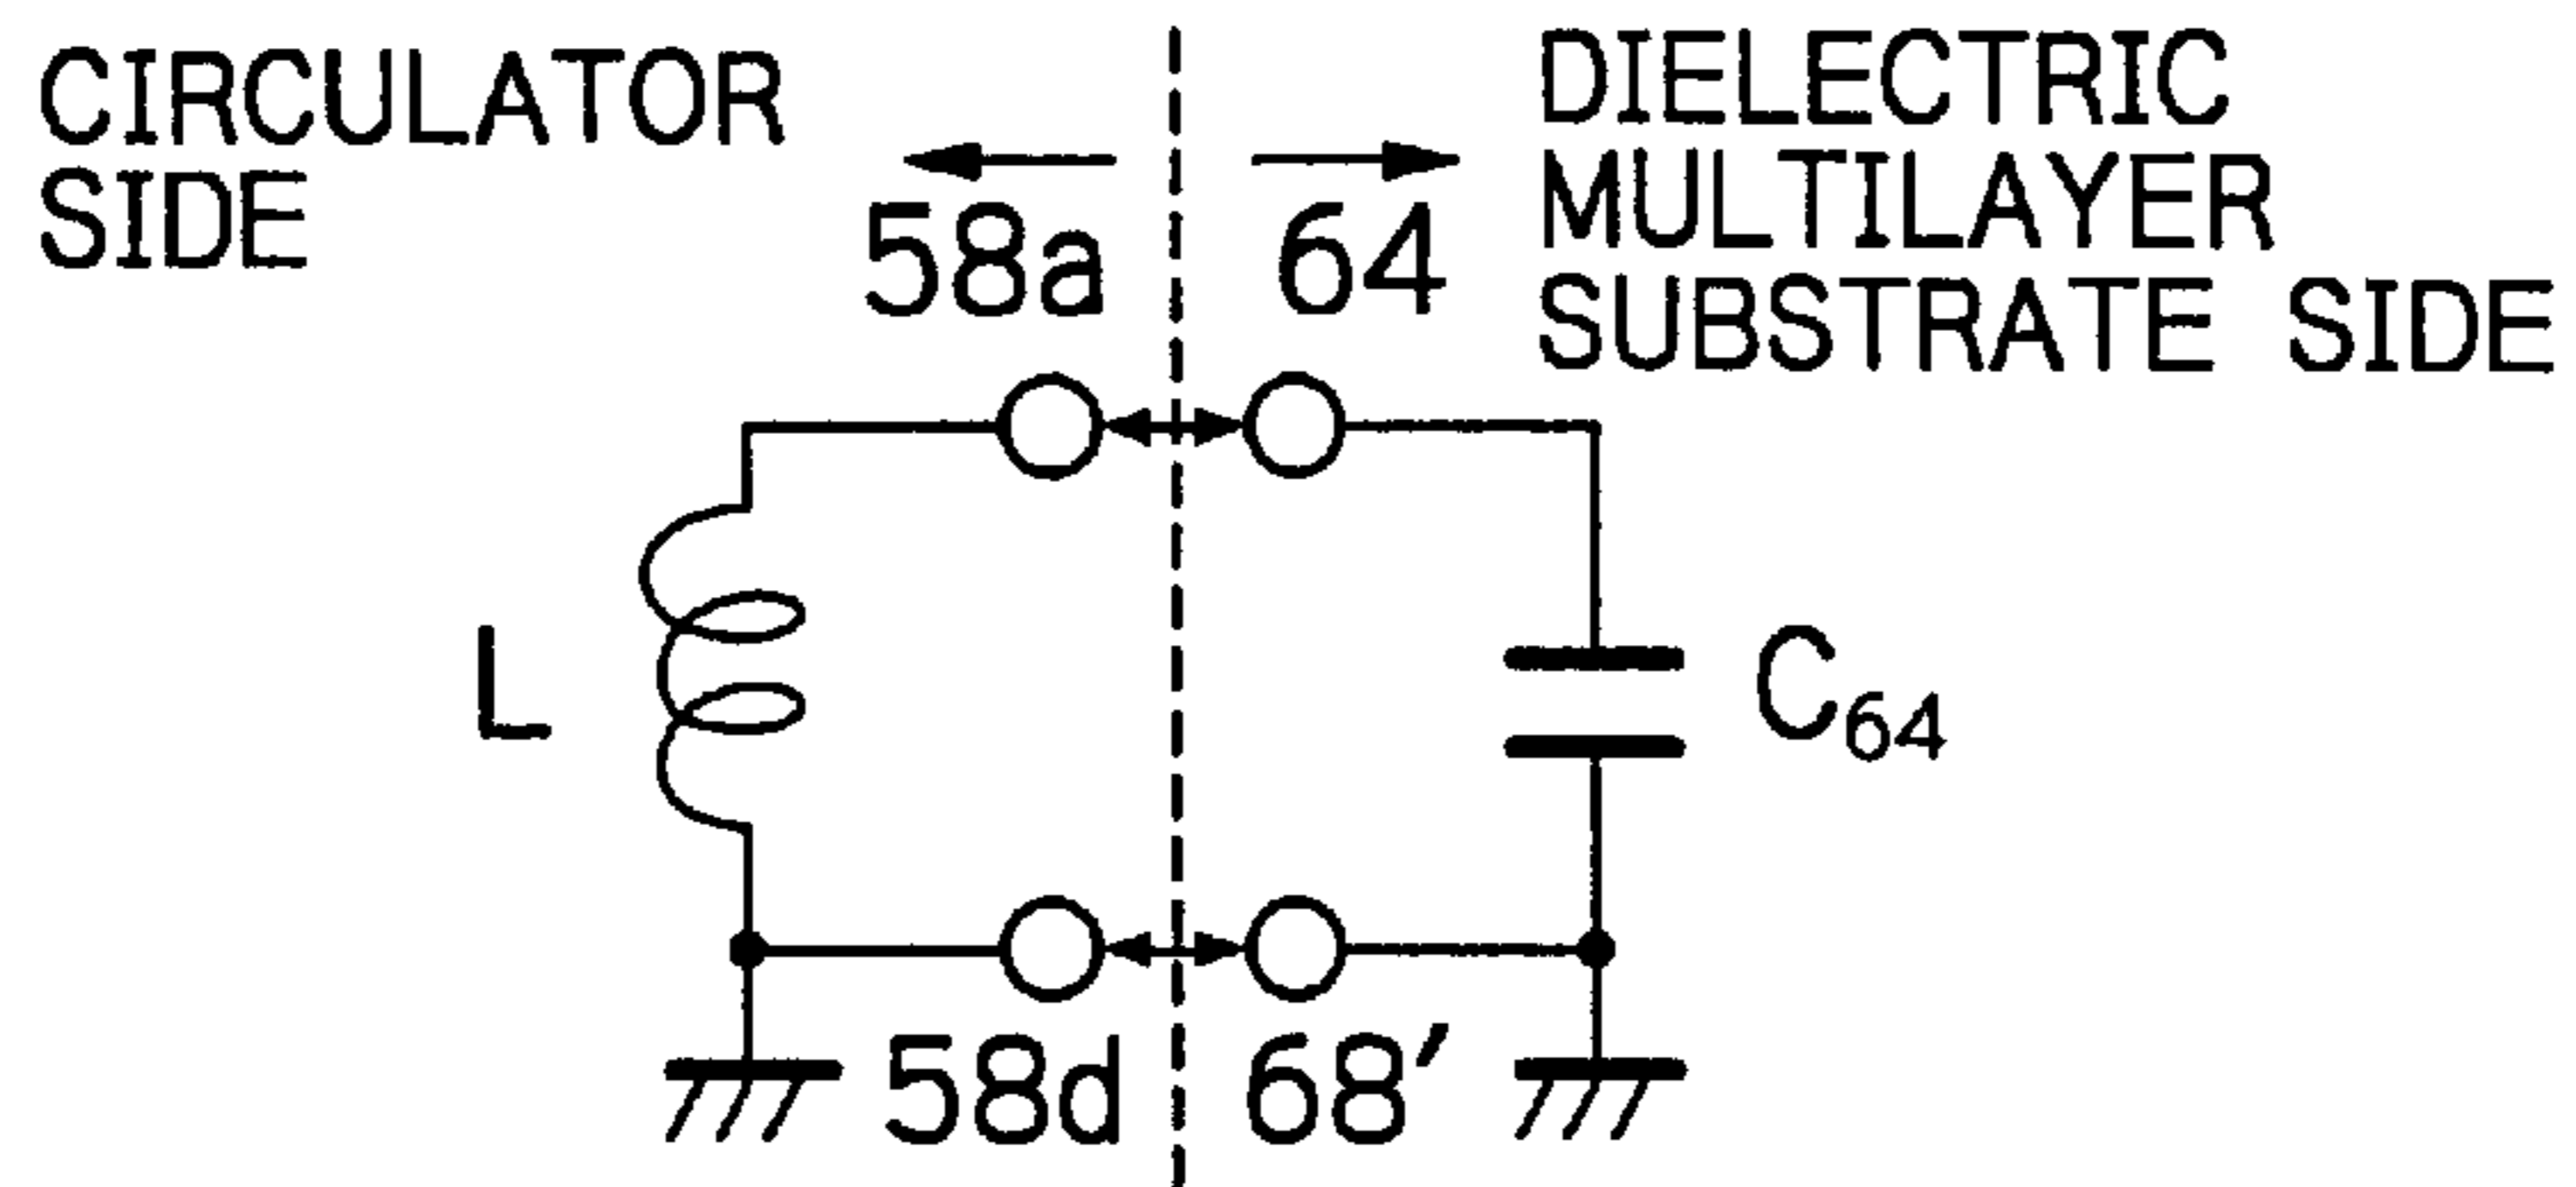 CIRCULATOR
SIDE
DIELECTRIC
MULTILAYER
SUBSTRATE SIDE
58a
64
L
C64
58d
68'